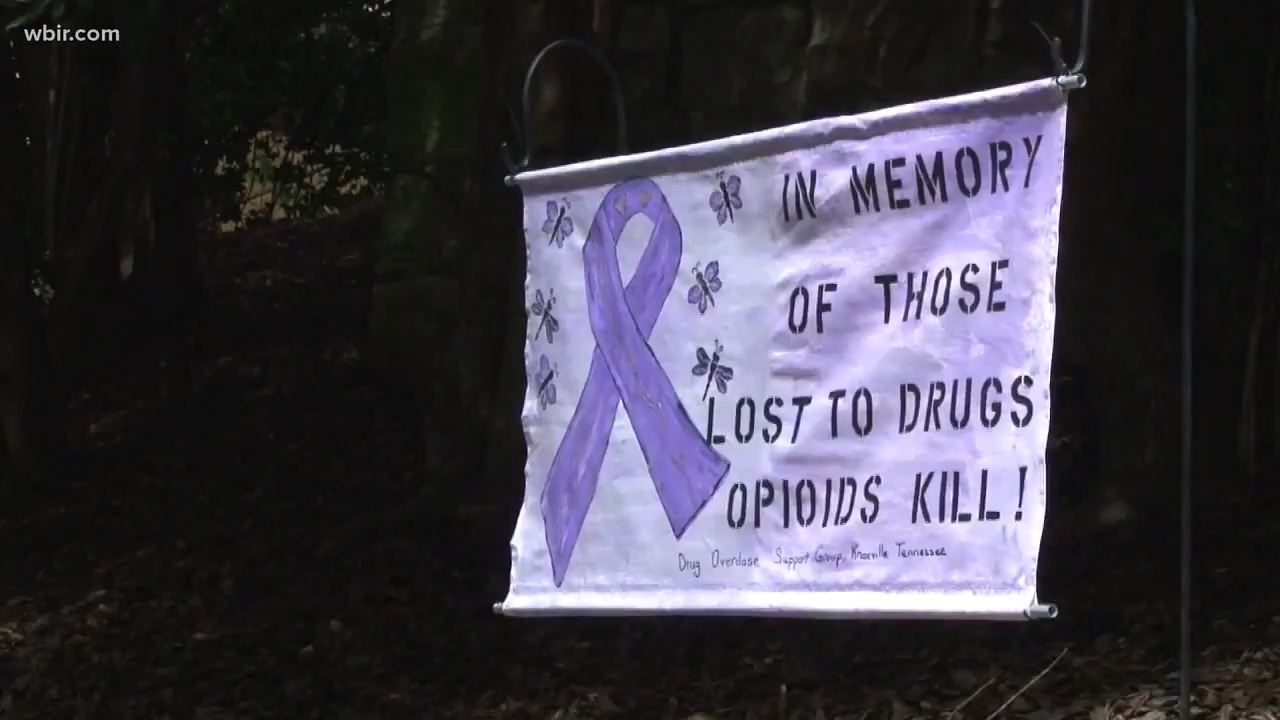 wbir.com
IN MEMORY
OF THOSE
LOST TO DRUGS
OPIOIDS KILL!
Drug Overdose Support Group, Knoxville Tennessee